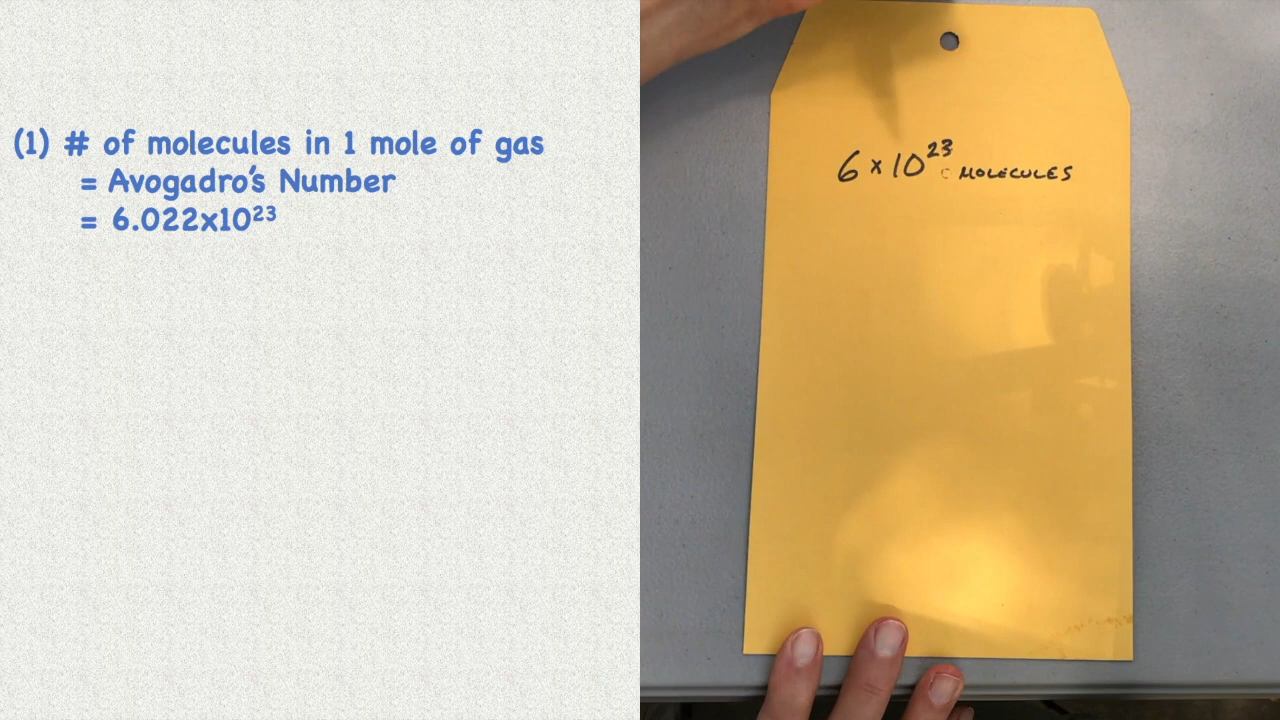 (1) # of molecules in 1 mole of gas
= Avogadro's Number
= 6.022x10²³
6 x 10²³ MOLECULES